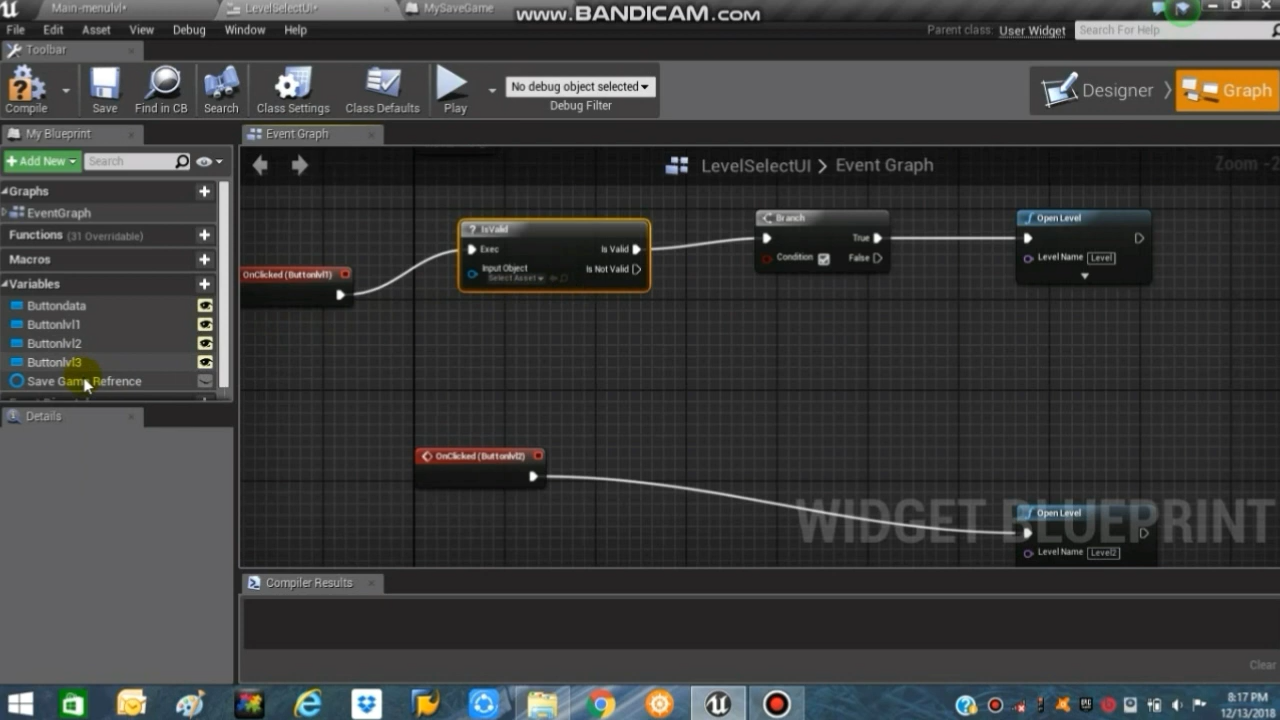 Main-menulvl*
LevelSelectUI*
MySaveGame
www.BANDICAM.com
File Edit Asset View Debug Window Help
Parent class: User Widget
Search For Help
Toolbar
Compile
Save
Find in CB
Search
Class Settings
Class Defaults
Play
No debug object selected
Debug Filter
Designer
Graph
My Blueprint
Event Graph
+Add New
Search
LevelSelectUI > Event Graph
Zoom -2
Graphs
EventGraph
Functions (31 Overridable)
Macros
Variables
Buttondata
Buttonlvl1
Buttonlvl2
Buttonlvl3
Save Game Refrence
Details
OnClicked (Buttonlvl1)
IsValid
Exec
Is Valid
Input Object
Select Asset
Is Not Valid
Branch
True
Condition
False
Open Level
Level Name Level
OnClicked (Buttonlvl2)
WIDGET BLUEPRINT
Open Level
Level Name Level2
Compiler Results
Clear
8:17 PM
12/13/2018